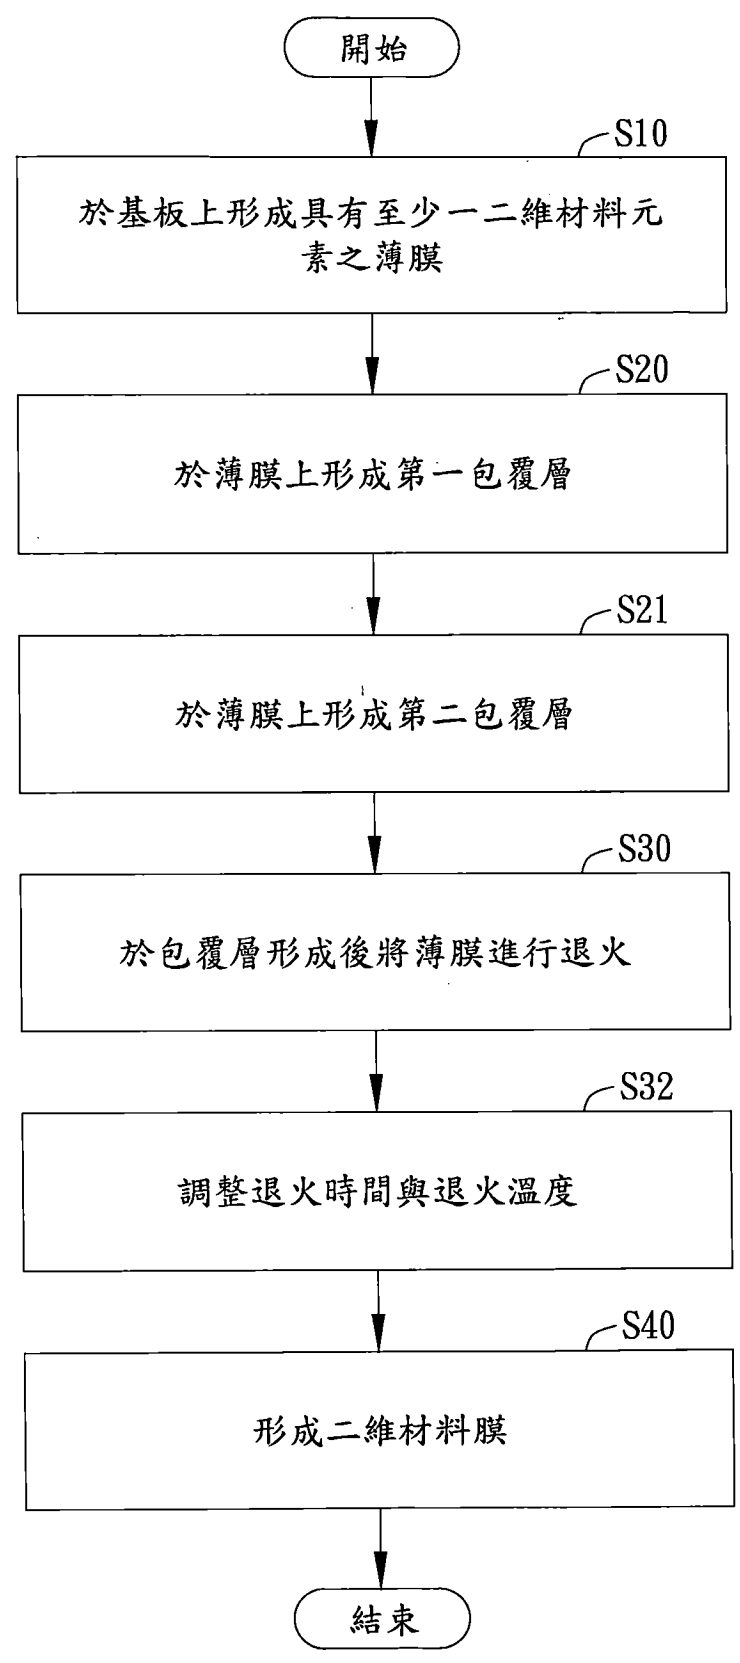 開始
S10
於基板上形成具有至少一二維材料元
素之薄膜
S20
於薄膜上形成第一包覆層
S21
於薄膜上形成第二包覆層
S30
於包覆層形成後將薄膜進行退火
S32
調整退火時間與退火溫度
S40
形成二維材料膜
結束